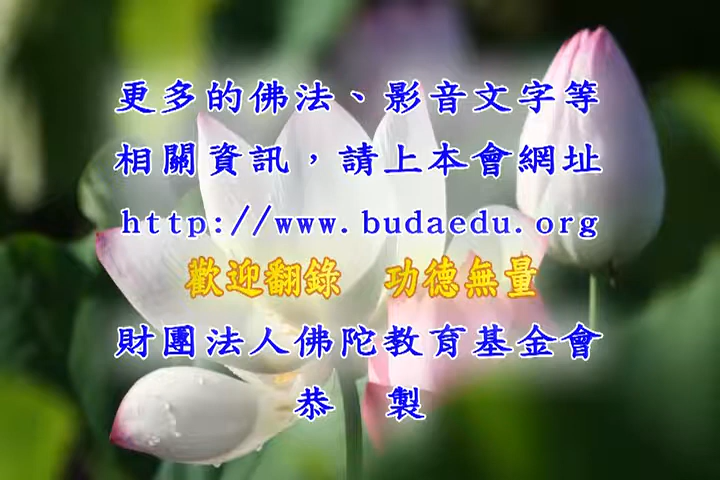 更多的佛法、影音文字等
相關資訊，請上本會網址
http://www.budaedu.org
歡迎翻錄　功德無量
財團法人佛陀教育基金會
恭　製